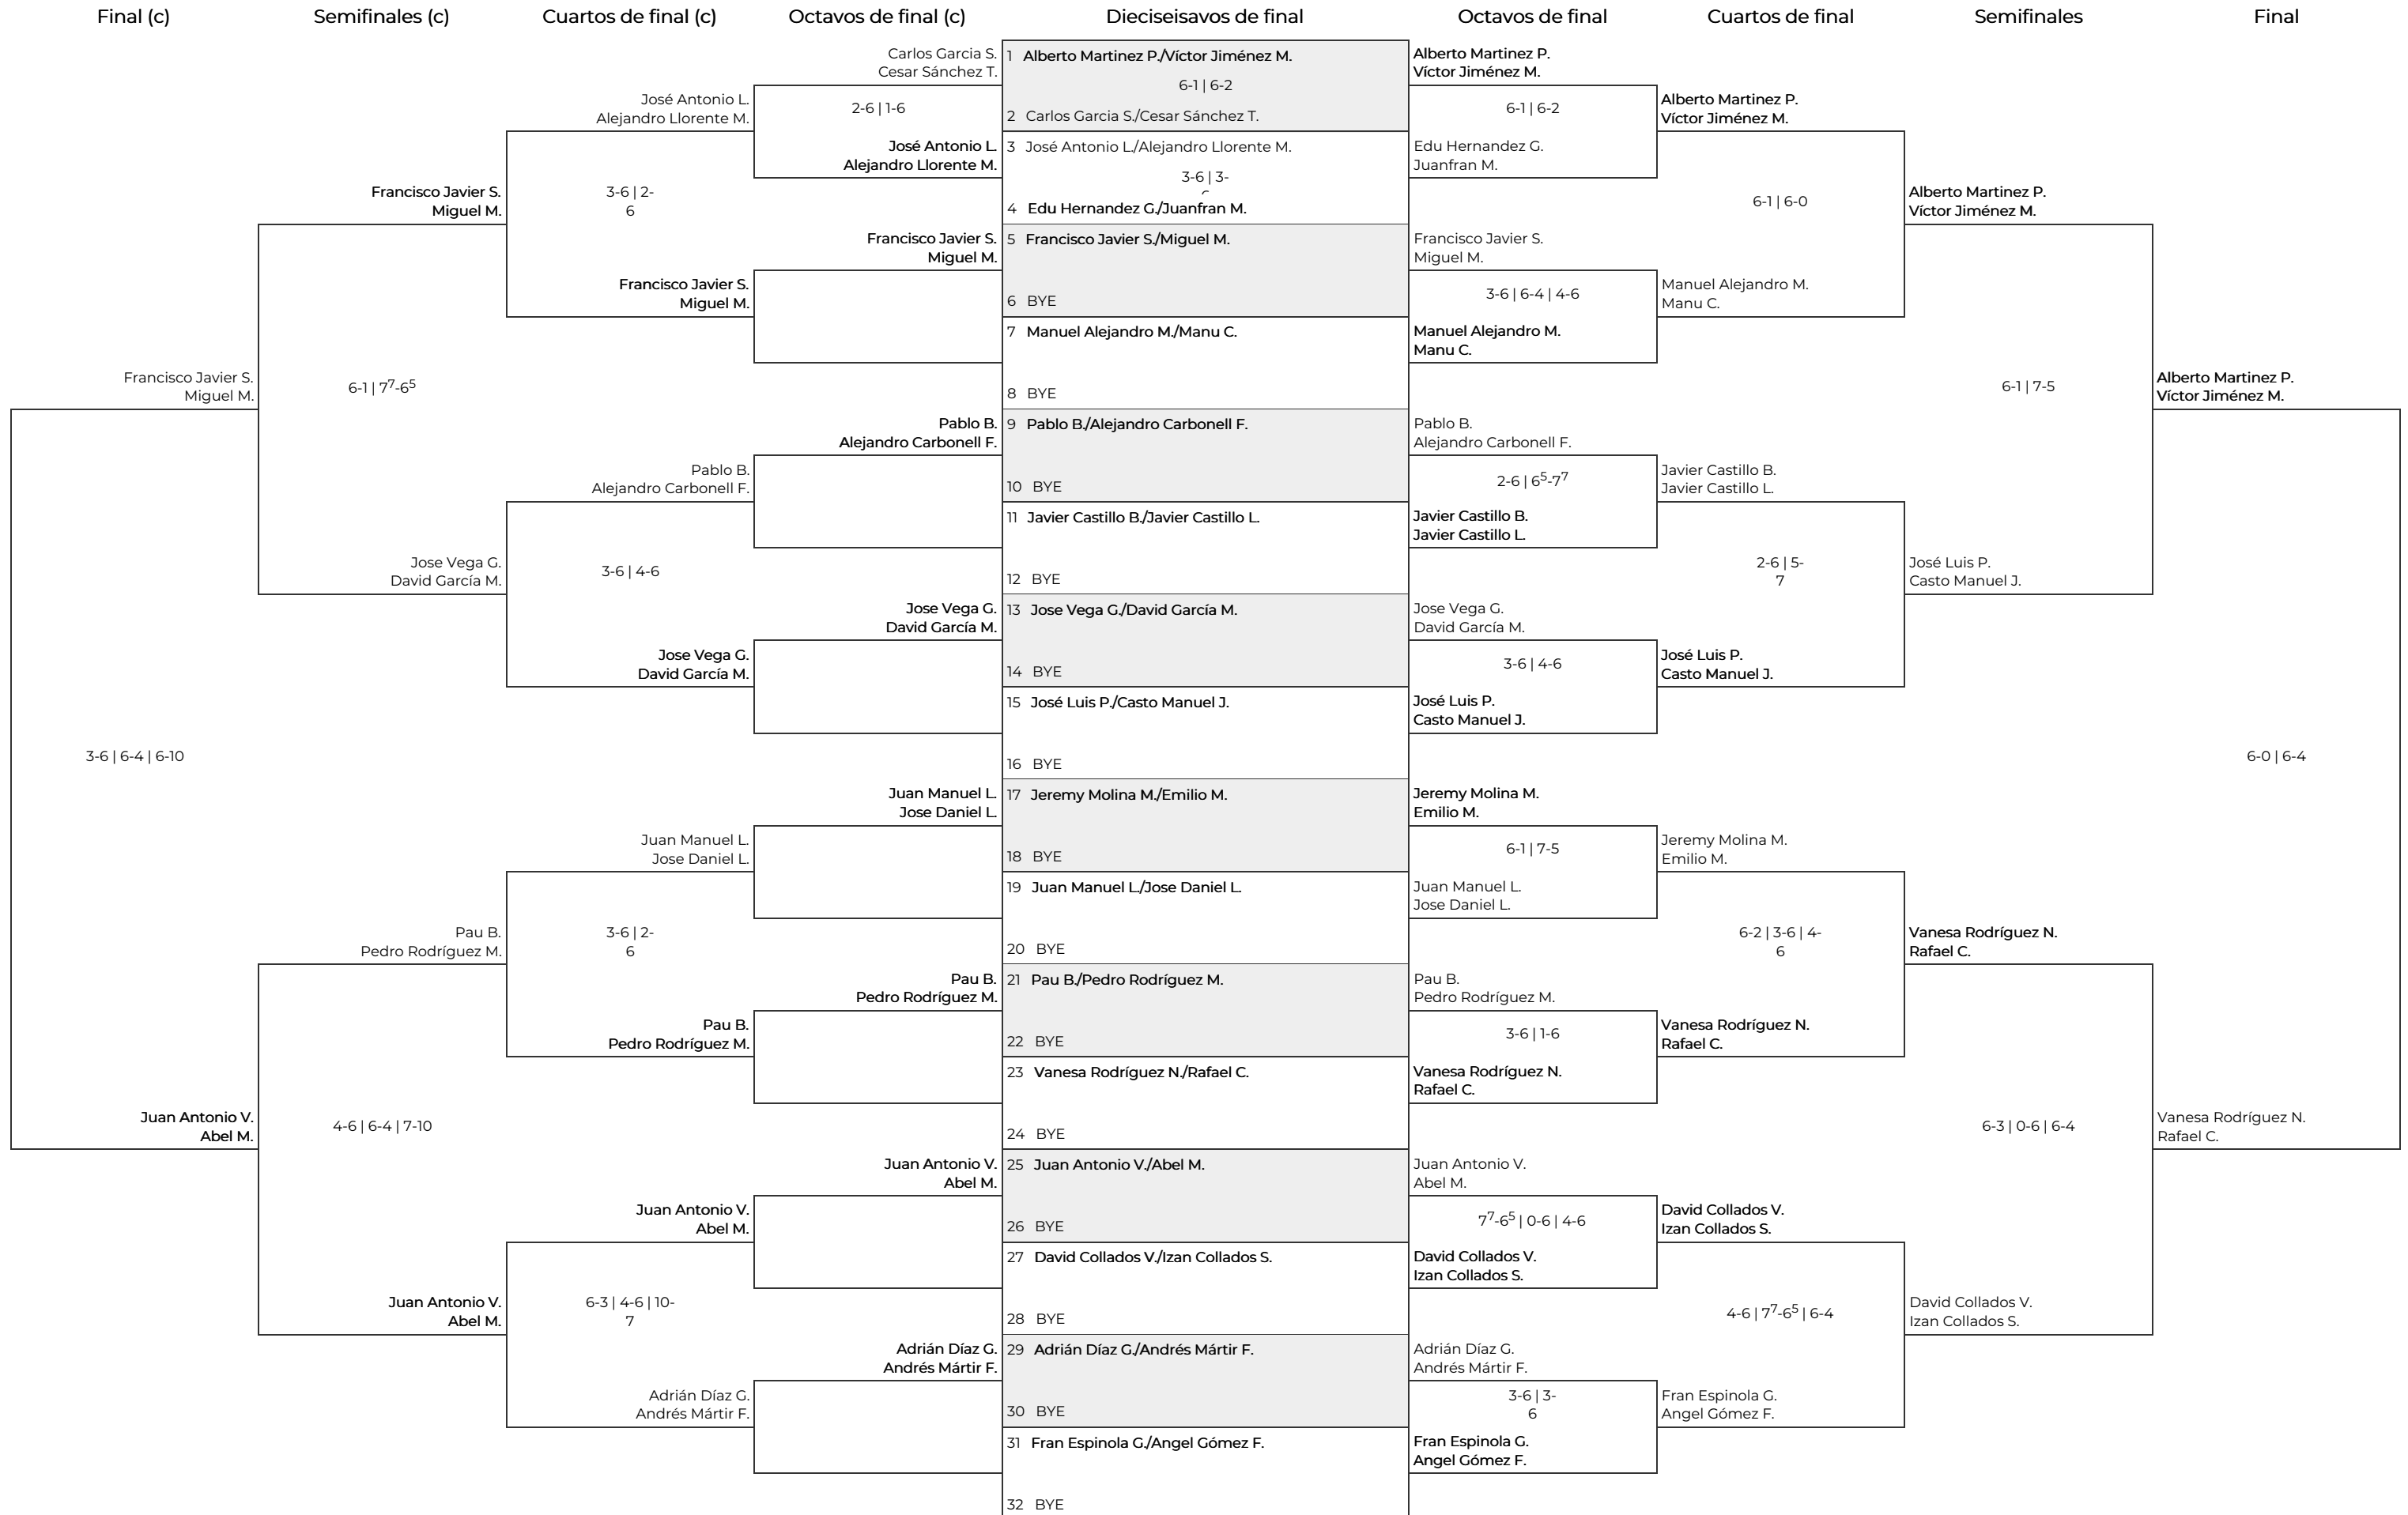 Final (c)
Semifinales (c)
Cuartos de final (c)
Octavos de final (c)
Dieciseisavos de final
Octavos de final
Cuartos de final
Semifinales
Final
Francisco Javier S.
Miguel M.
3-6 | 6-4 | 6-10
Juan Antonio V.
Abel M.
Francisco Javier S.
Miguel M.
6-1 | 7⁷-6⁵
Jose Vega G.
David García M.
Pau B.
Pedro Rodríguez M.
4-6 | 6-4 | 7-10
Juan Antonio V.
Abel M.
José Antonio L.
Alejandro Llorente M.
3-6 | 2-
6
Francisco Javier S.
Miguel M.
Pablo B.
Alejandro Carbonell F.
3-6 | 4-6
Jose Vega G.
David García M.
Juan Manuel L.
Jose Daniel L.
3-6 | 2-
6
Pau B.
Pedro Rodríguez M.
Juan Antonio V.
Abel M.
6-3 | 4-6 | 10-
7
Adrián Díaz G.
Andrés Mártir F.
Carlos Garcia S.
Cesar Sánchez T.
2-6 | 1-6
José Antonio L.
Alejandro Llorente M.
Francisco Javier S.
Miguel M.
Pablo B.
Alejandro Carbonell F.
Jose Vega G.
David García M.
Juan Manuel L.
Jose Daniel L.
Pau B.
Pedro Rodríguez M.
Juan Antonio V.
Abel M.
Adrián Díaz G.
Andrés Mártir F.
1 Alberto Martinez P./Víctor Jiménez M.
6-1 | 6-2
2 Carlos Garcia S./Cesar Sánchez T.
3 José Antonio L./Alejandro Llorente M.
3-6 | 3-
4 Edu Hernandez G./Juanfran M.
5 Francisco Javier S./Miguel M.
6 BYE
7 Manuel Alejandro M./Manu C.
8 BYE
9 Pablo B./Alejandro Carbonell F.
10 BYE
11 Javier Castillo B./Javier Castillo L.
12 BYE
13 Jose Vega G./David García M.
14 BYE
15 José Luis P./Casto Manuel J.
16 BYE
17 Jeremy Molina M./Emilio M.
18 BYE
19 Juan Manuel L./Jose Daniel L.
20 BYE
21 Pau B./Pedro Rodríguez M.
22 BYE
23 Vanesa Rodríguez N./Rafael C.
24 BYE
25 Juan Antonio V./Abel M.
26 BYE
27 David Collados V./Izan Collados S.
28 BYE
29 Adrián Díaz G./Andrés Mártir F.
30 BYE
31 Fran Espinola G./Angel Gómez F.
32 BYE
Alberto Martinez P.
Víctor Jiménez M.
6-1 | 6-2
Edu Hernandez G.
Juanfran M.
Francisco Javier S.
Miguel M.
3-6 | 6-4 | 4-6
Manuel Alejandro M.
Manu C.
Pablo B.
Alejandro Carbonell F.
2-6 | 6⁵-7⁷
Javier Castillo B.
Javier Castillo L.
Jose Vega G.
David García M.
3-6 | 4-6
José Luis P.
Casto Manuel J.
Jeremy Molina M.
Emilio M.
6-1 | 7-5
Juan Manuel L.
Jose Daniel L.
Pau B.
Pedro Rodríguez M.
3-6 | 1-6
Vanesa Rodríguez N.
Rafael C.
Juan Antonio V.
Abel M.
7⁷-6⁵ | 0-6 | 4-6
David Collados V.
Izan Collados S.
Adrián Díaz G.
Andrés Mártir F.
3-6 | 3-
6
Fran Espinola G.
Angel Gómez F.
Alberto Martinez P.
Víctor Jiménez M.
6-1 | 6-0
Manuel Alejandro M.
Manu C.
Javier Castillo B.
Javier Castillo L.
2-6 | 5-
7
José Luis P.
Casto Manuel J.
Jeremy Molina M.
Emilio M.
6-2 | 3-6 | 4-
6
Vanesa Rodríguez N.
Rafael C.
David Collados V.
Izan Collados S.
4-6 | 7⁷-6⁵ | 6-4
Fran Espinola G.
Angel Gómez F.
Alberto Martinez P.
Víctor Jiménez M.
6-1 | 7-5
José Luis P.
Casto Manuel J.
Vanesa Rodríguez N.
Rafael C.
6-3 | 0-6 | 6-4
David Collados V.
Izan Collados S.
Alberto Martinez P.
Víctor Jiménez M.
6-0 | 6-4
Vanesa Rodríguez N.
Rafael C.